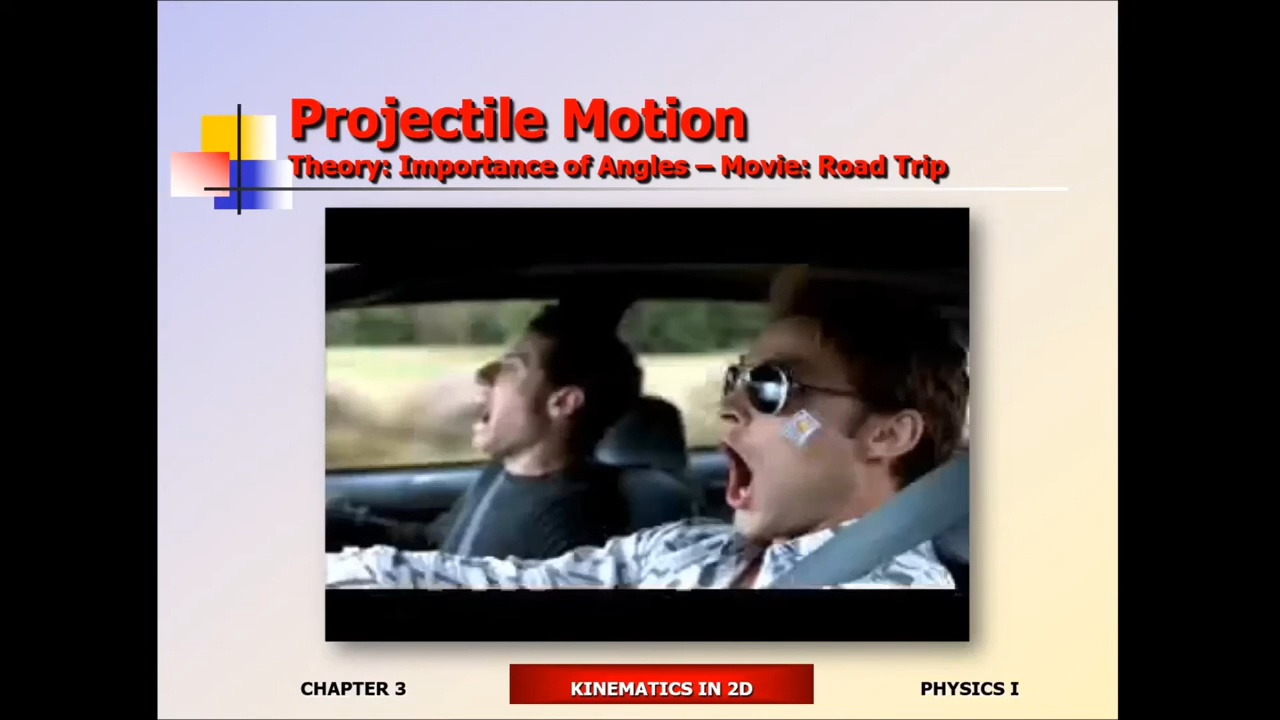 Projectile Motion
Theory: Importance of Angles – Movie: Road Trip
CHAPTER 3
KINEMATICS IN 2D
PHYSICS I